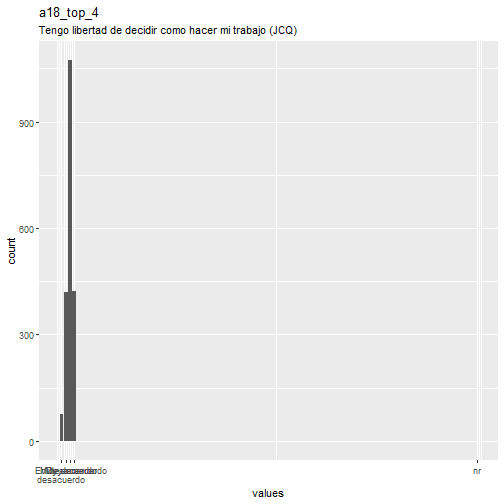 a18_top_4
Tengo libertad de decidir como hacer mi trabajo (JCQ)
900
600
300
0
count
desacuerdo
nr
values